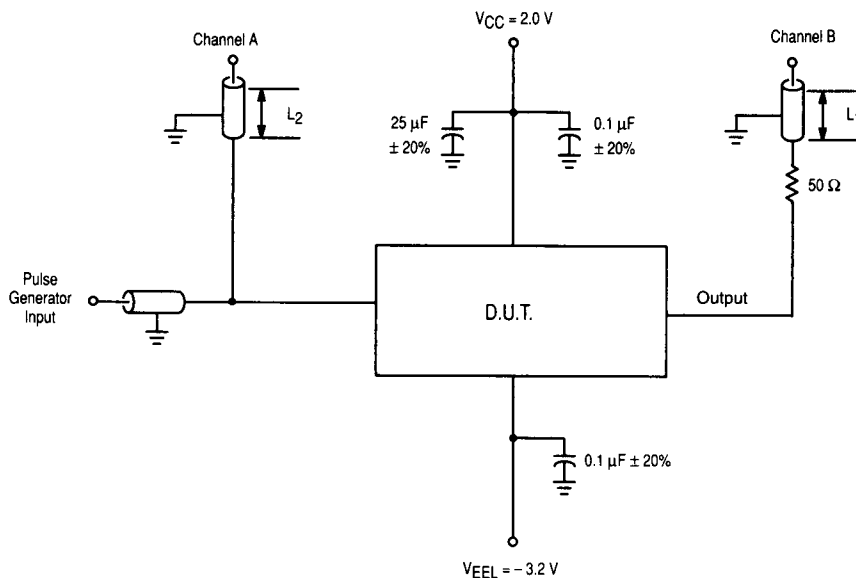 Channel A
L2
VCC = 2.0 V
25 µF
± 20%
0.1 µF
± 20%
Channel B
50 Ω
Pulse
Generator
Input
D.U.T.
Output
0.1 µF ± 20%
VEEL = – 3.2 V